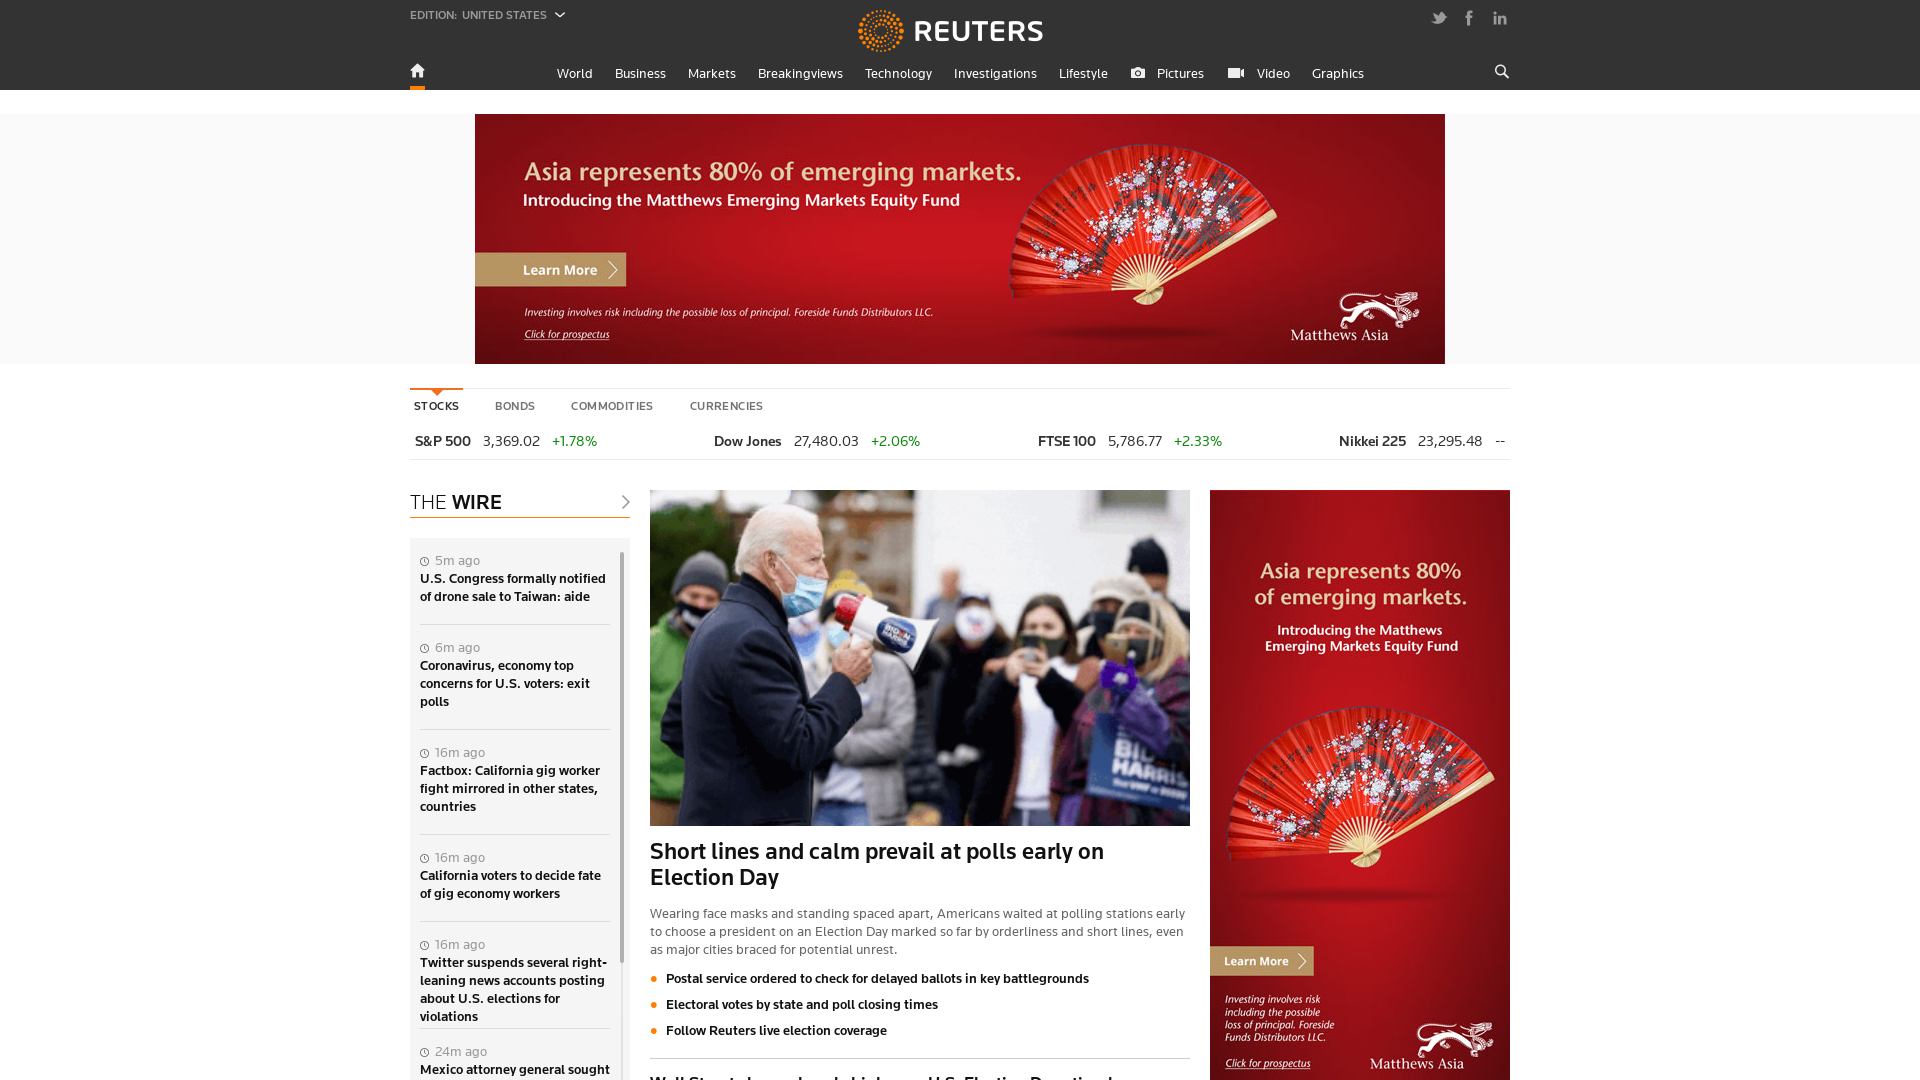 EDITION: UNITED STATES
REUTERS
World Business Markets Breakingviews Technology Investigations Lifestyle Pictures Video Graphics
Asia represents 80% of emerging markets.
Introducing the Matthews Emerging Markets Equity Fund
Learn More
Investing involves risk including the possible loss of principal. Foreside Funds Distributors LLC.
Click for prospectus
Matthews Asia
STOCKS BONDS COMMODITIES CURRENCIES
S&P 500 3,369.02 +1.78% Dow Jones 27,480.03 +2.06% FTSE 100 5,786.77 +2.33% Nikkei 225 23,295.48 --
THE WIRE
5m ago
U.S. Congress formally notified
of drone sale to Taiwan: aide
6m ago
Coronavirus, economy top
concerns for U.S. voters: exit
polls
16m ago
Factbox: California gig worker
fight mirrored in other states,
countries
16m ago
California voters to decide fate
of gig economy workers
16m ago
Twitter suspends several right-
leaning news accounts posting
about U.S. elections for
violations
24m ago
Mexico attorney general sought
BIDEN
HARRIS
Short lines and calm prevail at polls early on
Election Day
Wearing face masks and standing spaced apart, Americans waited at polling stations early
to choose a president on an Election Day marked so far by orderliness and short lines, even
as major cities braced for potential unrest.
Postal service ordered to check for delayed ballots in key battlegrounds
Electoral votes by state and poll closing times
Follow Reuters live election coverage
Asia represents 80%
of emerging markets.
Introducing the Matthews
Emerging Markets Equity Fund
Learn More
Investing involves risk
including the possible
loss of principal. Foreside
Funds Distributors LLC.
Click for prospectus
Matthews Asia